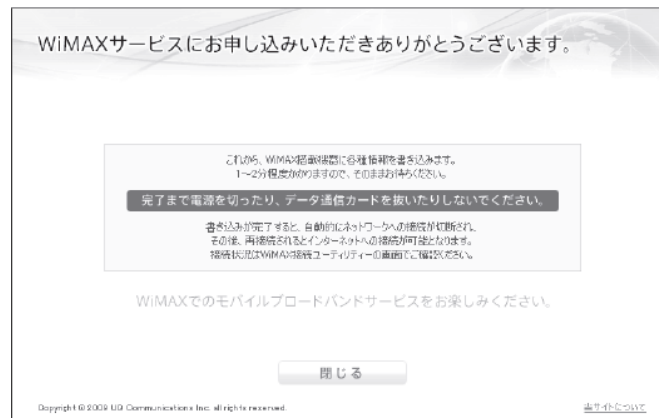 WiMAXサービスにお申し込みいただきありがとうございます。
これから、WiMAX搭載機器に各種情報を書き込みます。
1～2分程度かかりますので、そのままお待ちください。
完了まで電源を切ったり、データ通信カードを抜いたりしないでください。
書き込みが完了すると、自動的にネットワークへの接続が切断され、
その後、再接続されるとインターネットへの接続が可能となります。
接続状況はWiMAX接続ユーティリティーの画面でご確認ください。
WiMAXでのモバイルブロードバンドサービスをお楽しみください。
閉じる
Copyright © 2009 UQ Communications Inc. all rights reserved.
当サイトについて